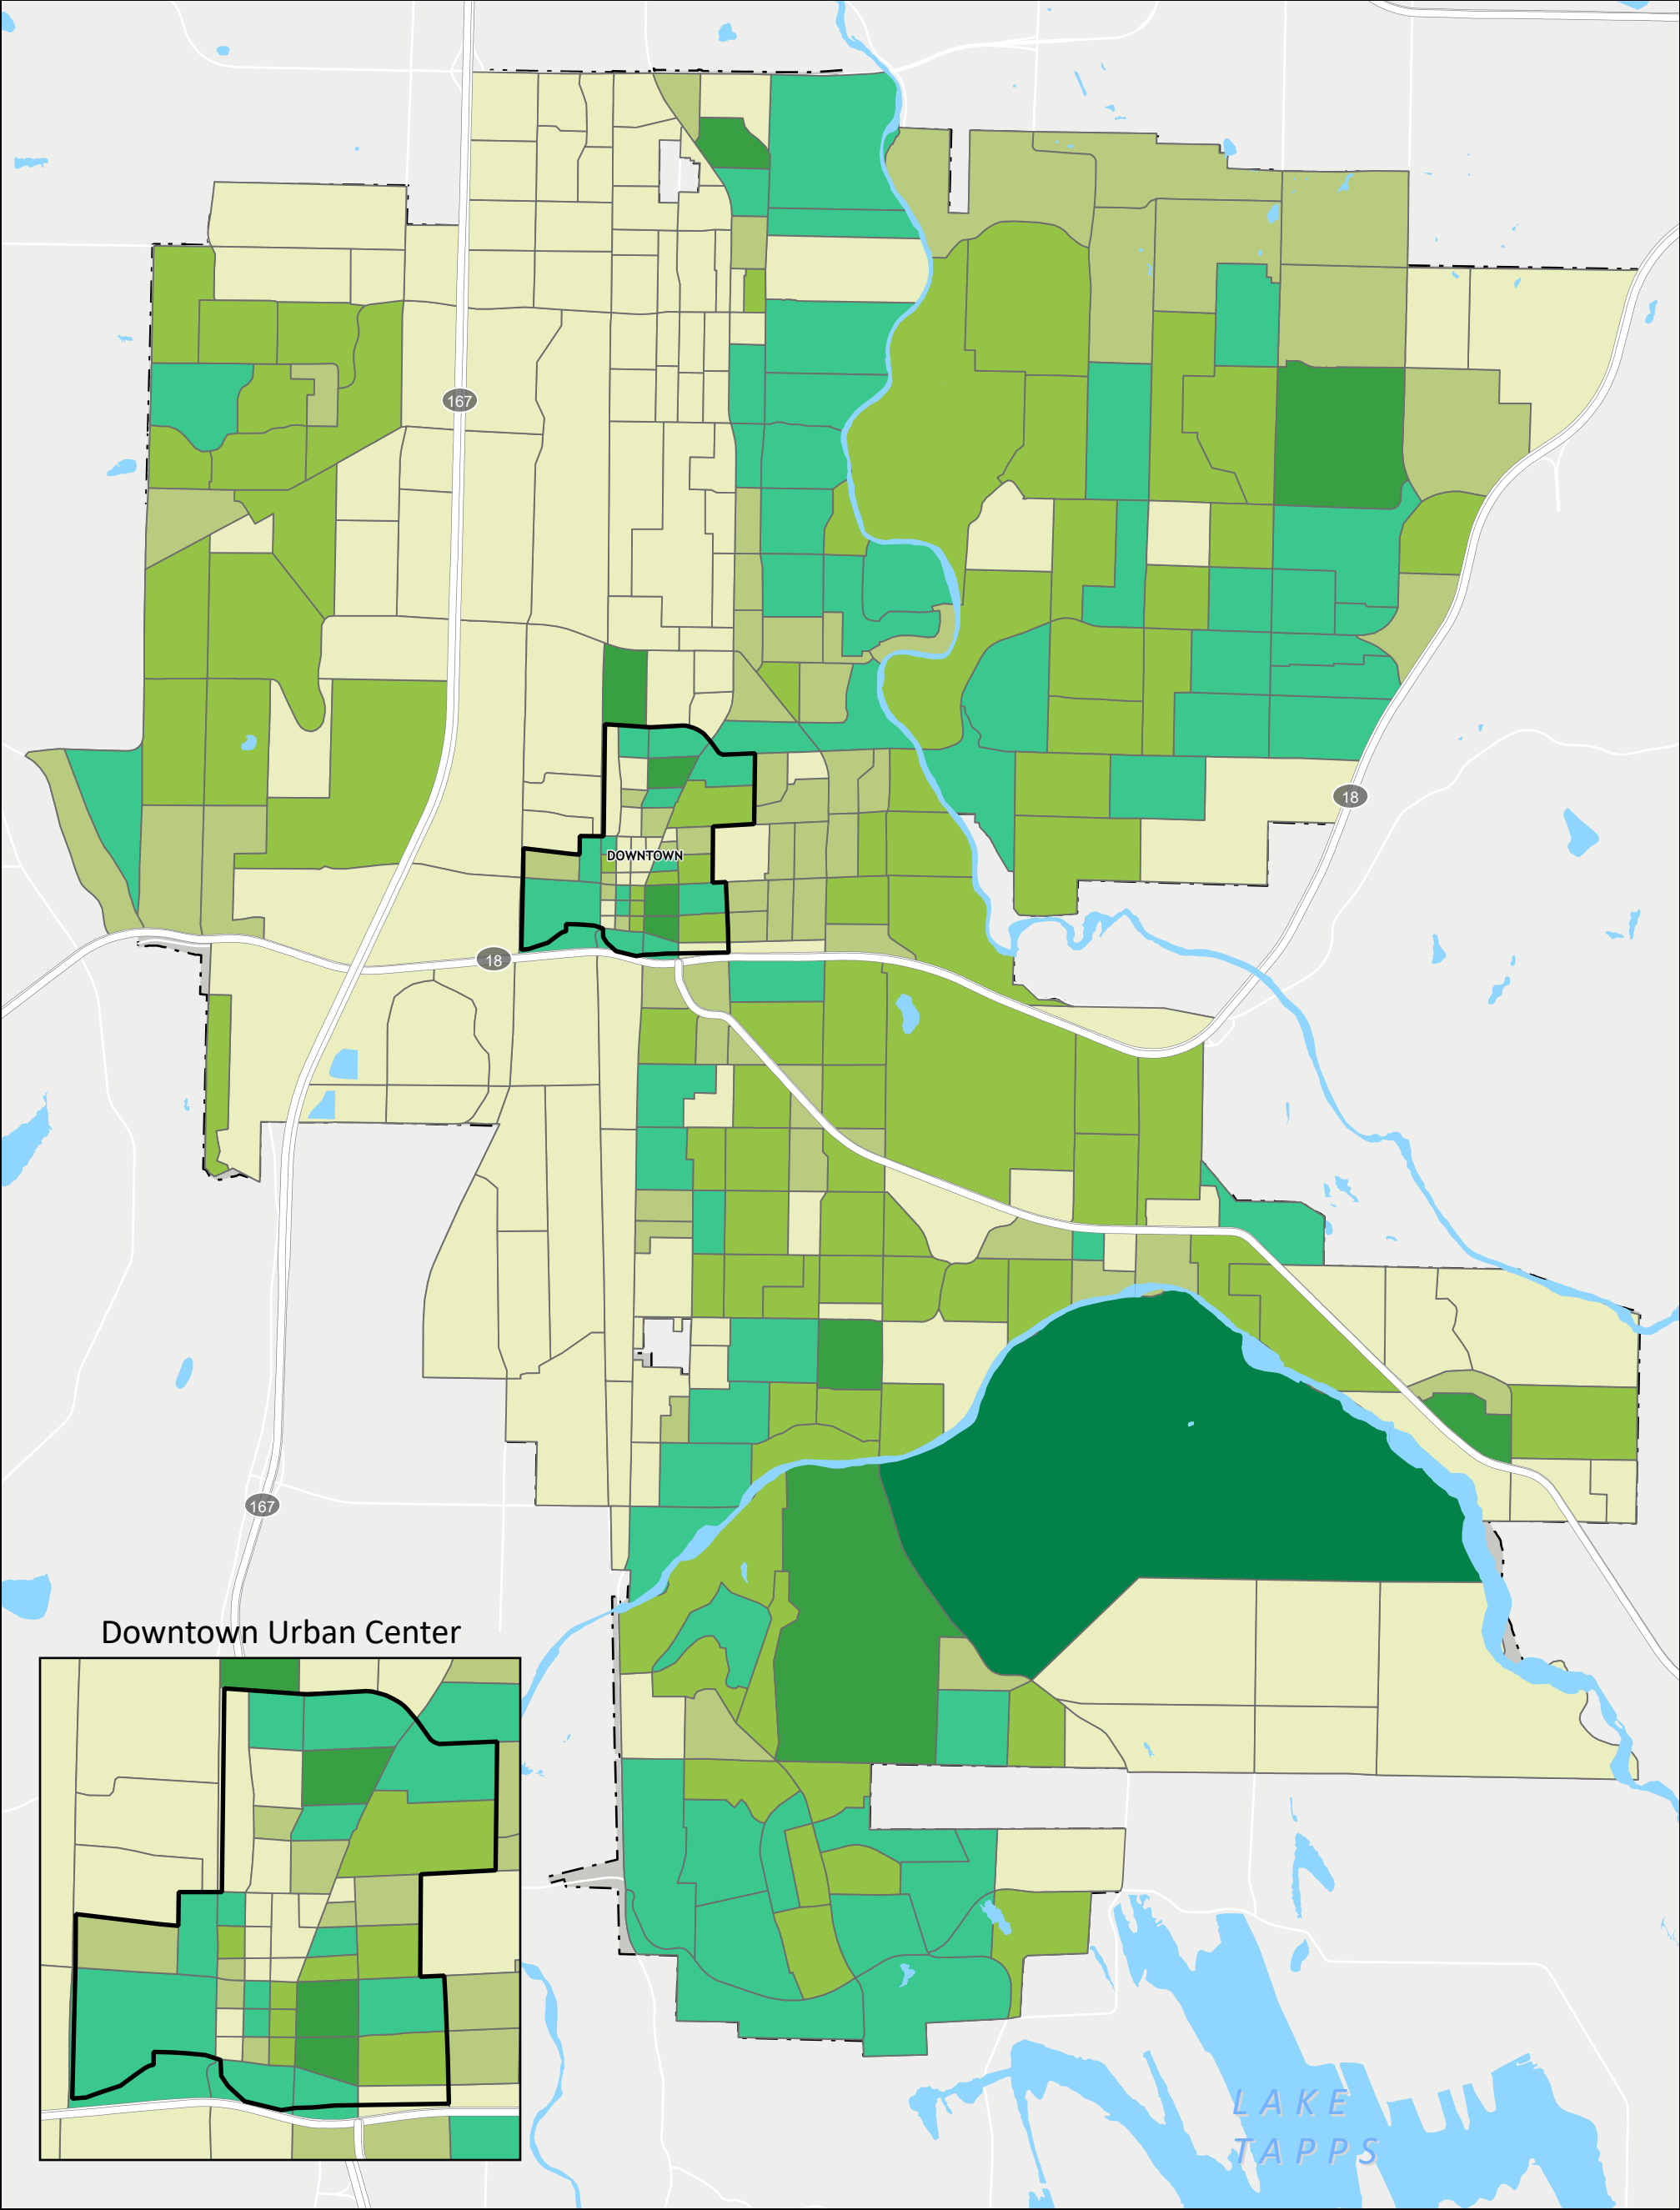 167
18
DOWNTOWN
18
167
Downtown Urban Center
LAKE
TAPPS